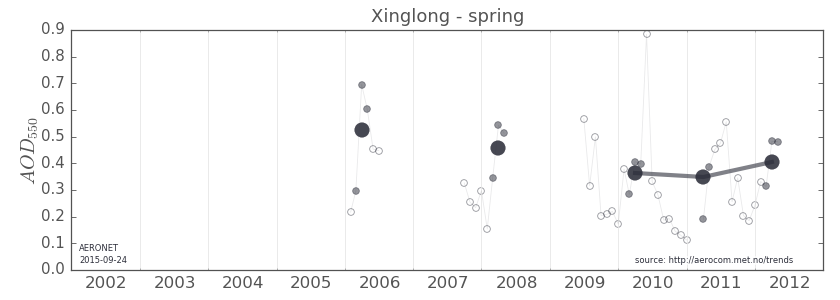 Xinglong - spring
0.9
0.8
0.7
0.6
0.5
0.4
0.3
0.2
0.1
0.0
AOD550
AERONET
2015-09-24
source: http://aerocom.met.no/trends
2002 2003 2004 2005 2006 2007 2008 2009 2010 2011 2012